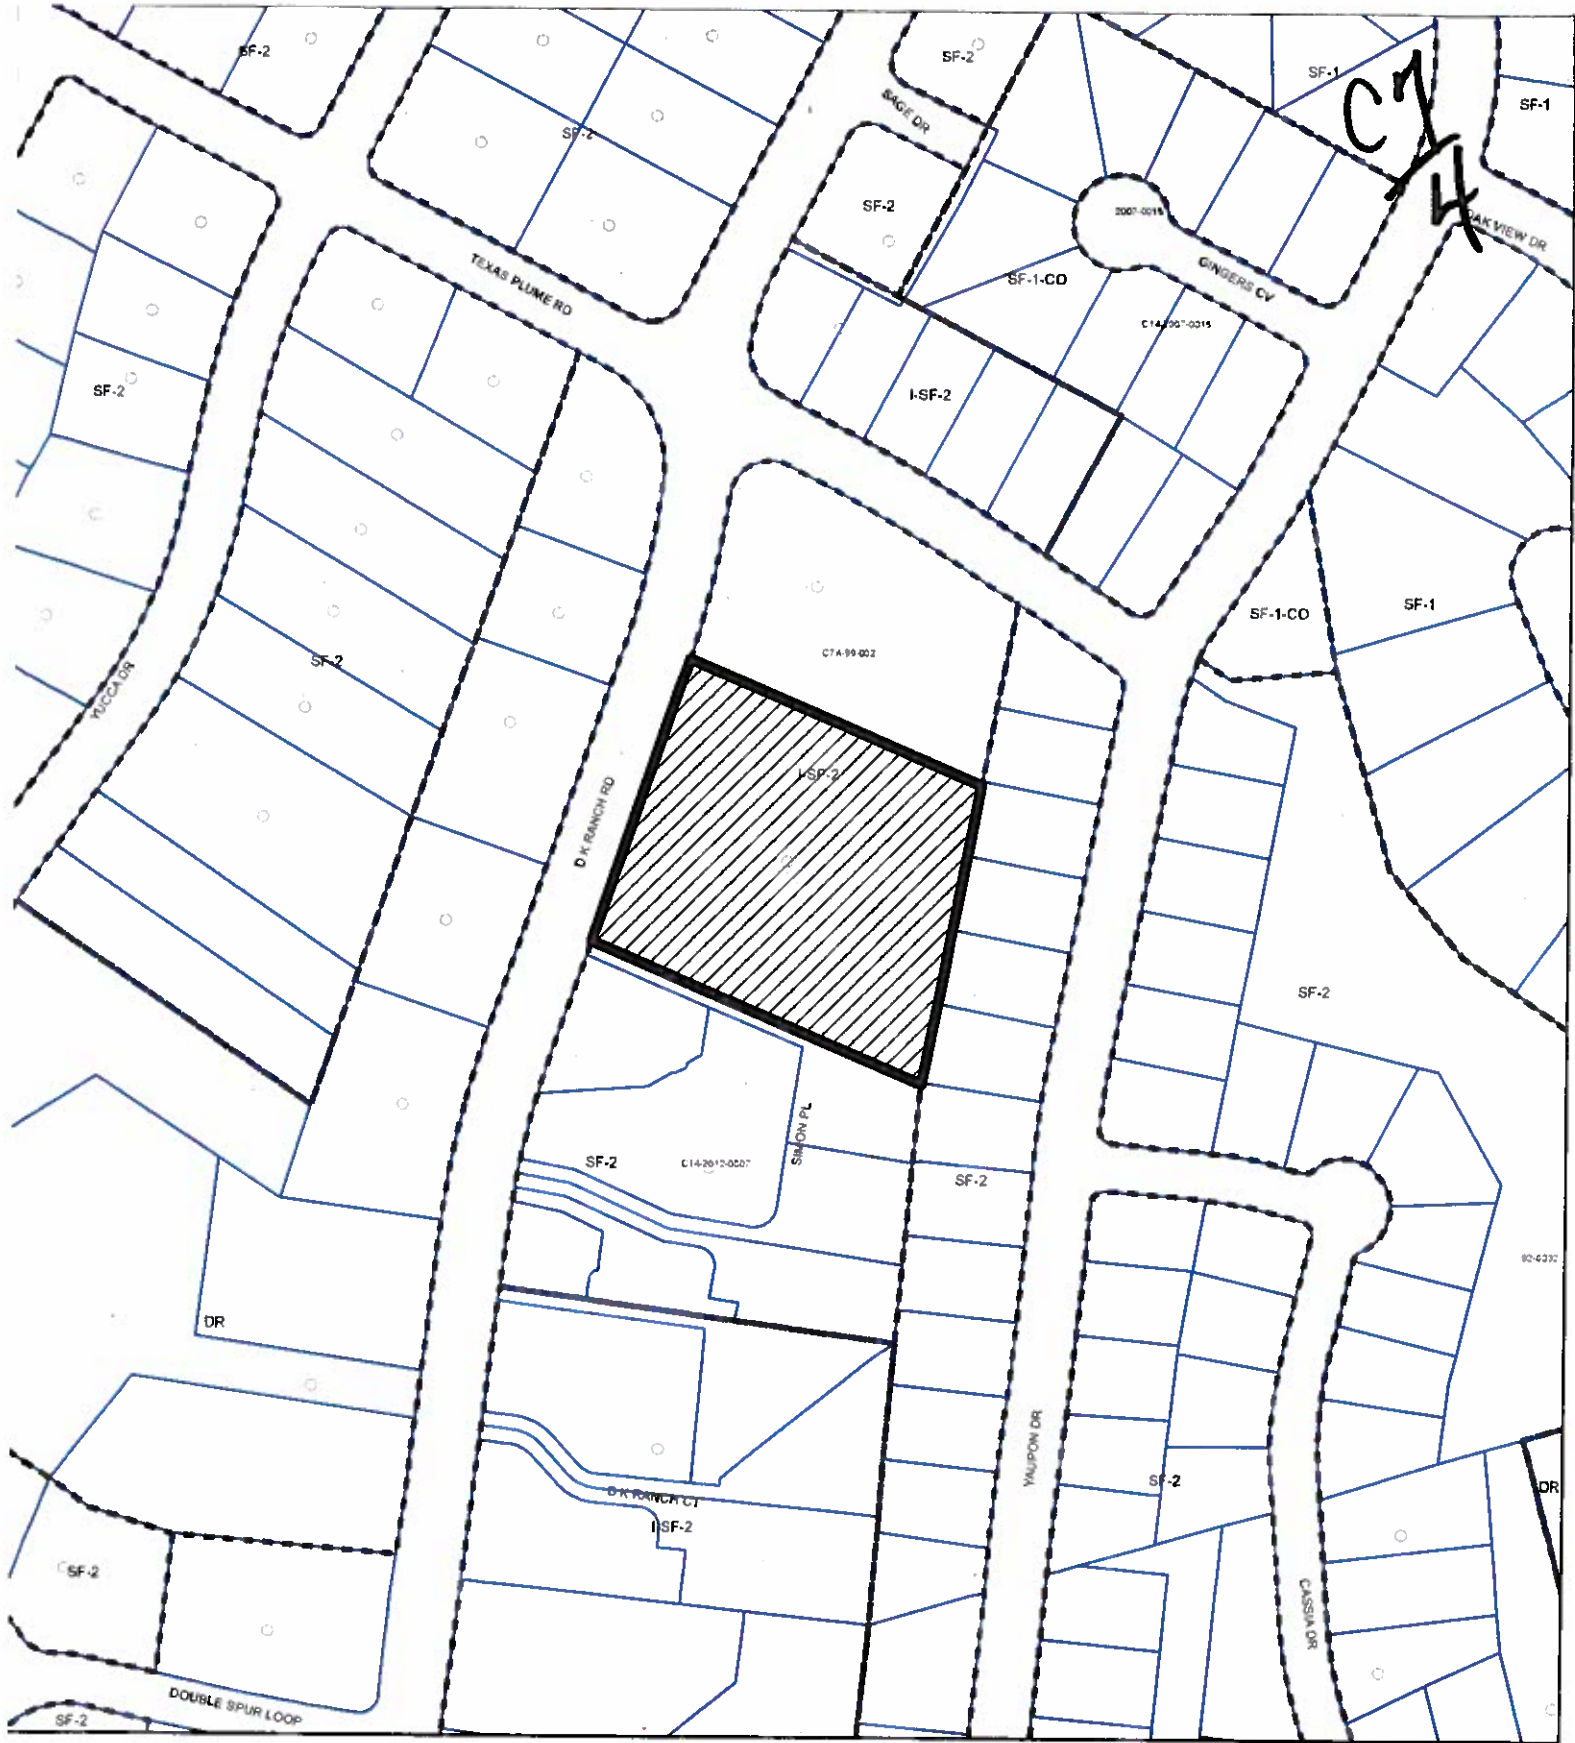 SF-2
SF-2
SF-1
C7
SF-1
SAGE DR
SF-2
4
SF-2
2007-0015
OAK VIEW DR
TEXAS PLUME RD
GINGERS CV
SF-1-CO
C14-2007-0015
SF-2
I-SF-2
SF-1-CO
SF-1
C7A-99-002
SF-2
YUCCA DR
I-SF-2
D K RANCH RD
SF-2
SIMON PL
SF-2
C14-2012-0007
SF-2
DR
YAUPON DR
SF-2
DR
D K RANCH CT
I-SF-2
SF-2
CASSIA DR
DOUBLE SPUR LOOP
SF-2